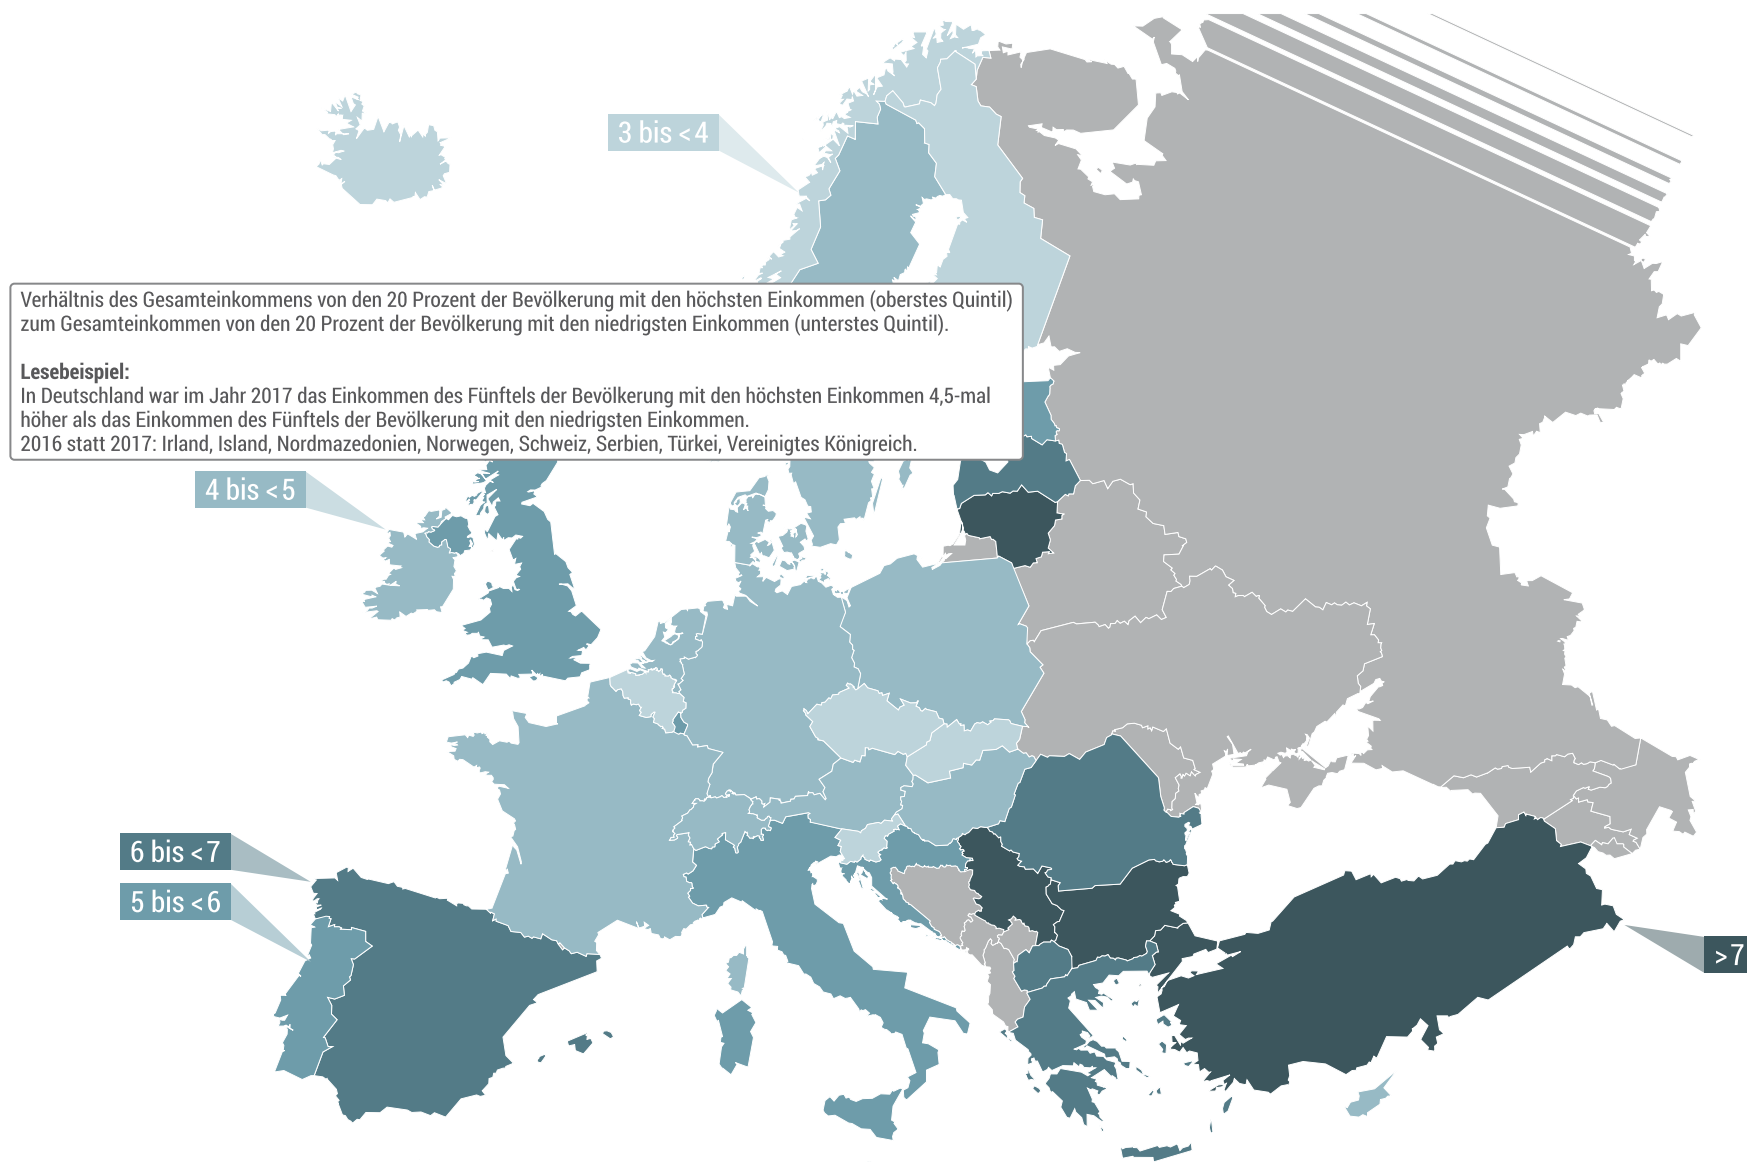 3 bis <4
Verhältnis des Gesamteinkommens von den 20 Prozent der Bevölkerung mit den höchsten Einkommen (oberstes Quintil)
zum Gesamteinkommen von den 20 Prozent der Bevölkerung mit den niedrigsten Einkommen (unterstes Quintil).
Lesebeispiel:
In Deutschland war im Jahr 2017 das Einkommen des Fünftels der Bevölkerung mit den höchsten Einkommen 4,5-mal
höher als das Einkommen des Fünftels der Bevölkerung mit den niedrigsten Einkommen.
2016 statt 2017: Irland, Island, Nordmazedonien, Norwegen, Schweiz, Serbien, Türkei, Vereinigtes Königreich.
4 bis <5
6 bis <7
5 bis <6
>7